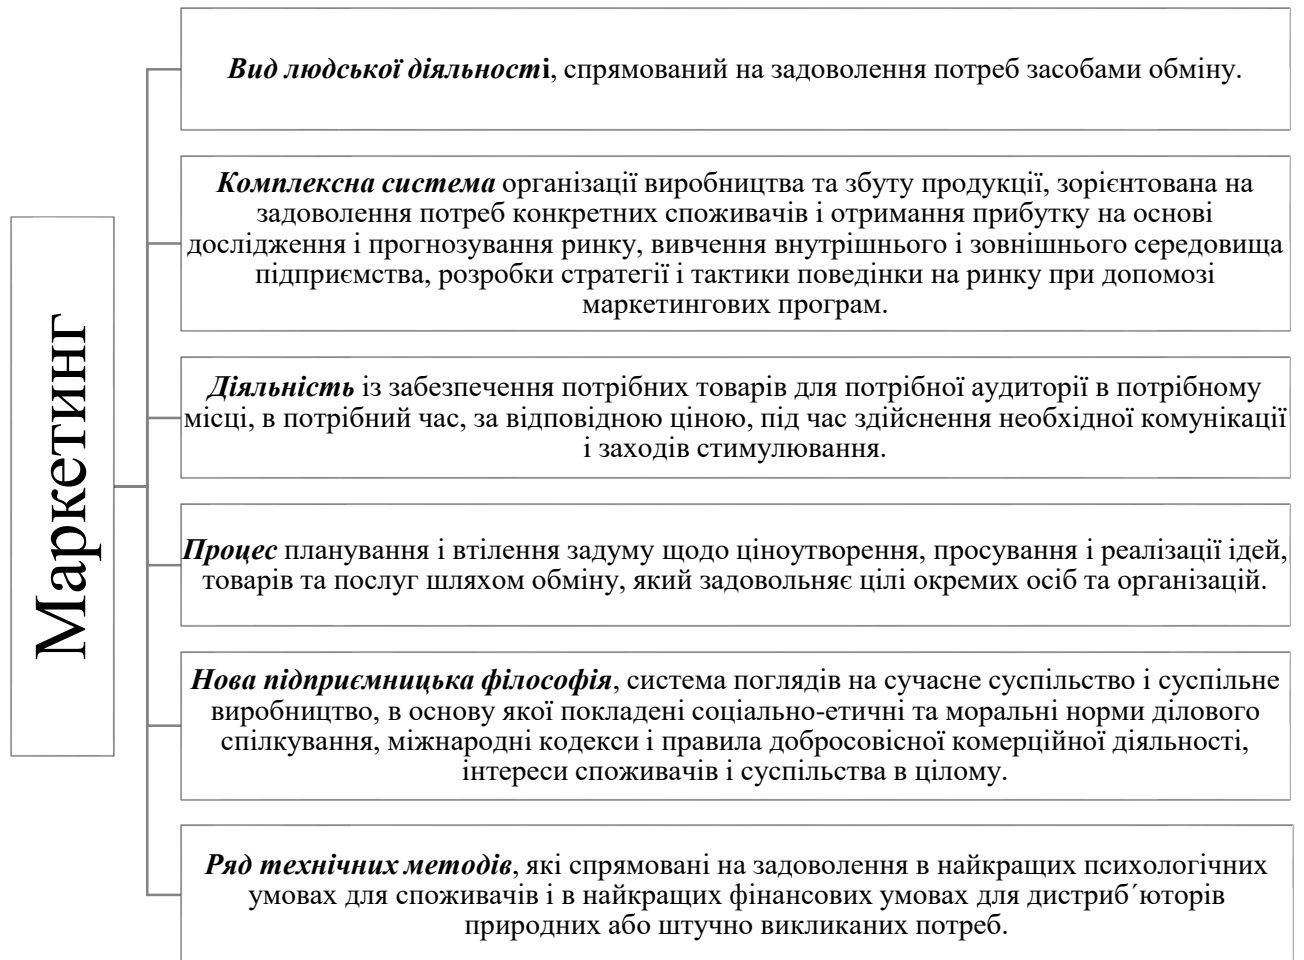 Маркетинг
Вид людської діяльності, спрямований на задоволення потреб засобами обміну.
Комплексна система організації виробництва та збуту продукції, зорієнтована на
задоволення потреб конкретних споживачів і отримання прибутку на основі
дослідження і прогнозування ринку, вивчення внутрішнього і зовнішнього середовища
підприємства, розробки стратегії і тактики поведінки на ринку при допомозі
маркетингових програм.
Діяльність із забезпечення потрібних товарів для потрібної аудиторії в потрібному
місці, в потрібний час, за відповідною ціною, під час здійснення необхідної комунікації
і заходів стимулювання.
Процес планування і втілення задуму щодо ціноутворення, просування і реалізації ідей,
товарів та послуг шляхом обміну, який задовольняє цілі окремих осіб та організацій.
Нова підприємницька філософія, система поглядів на сучасне суспільство і суспільне
виробництво, в основу якої покладені соціально-етичні та моральні норми ділового
спілкування, міжнародні кодекси і правила добросовісної комерційної діяльності,
інтереси споживачів і суспільства в цілому.
Ряд технічних методів, які спрямовані на задоволення в найкращих психологічних
умовах для споживачів і в найкращих фінансових умовах для дистриб´юторів
природних або штучно викликаних потреб.